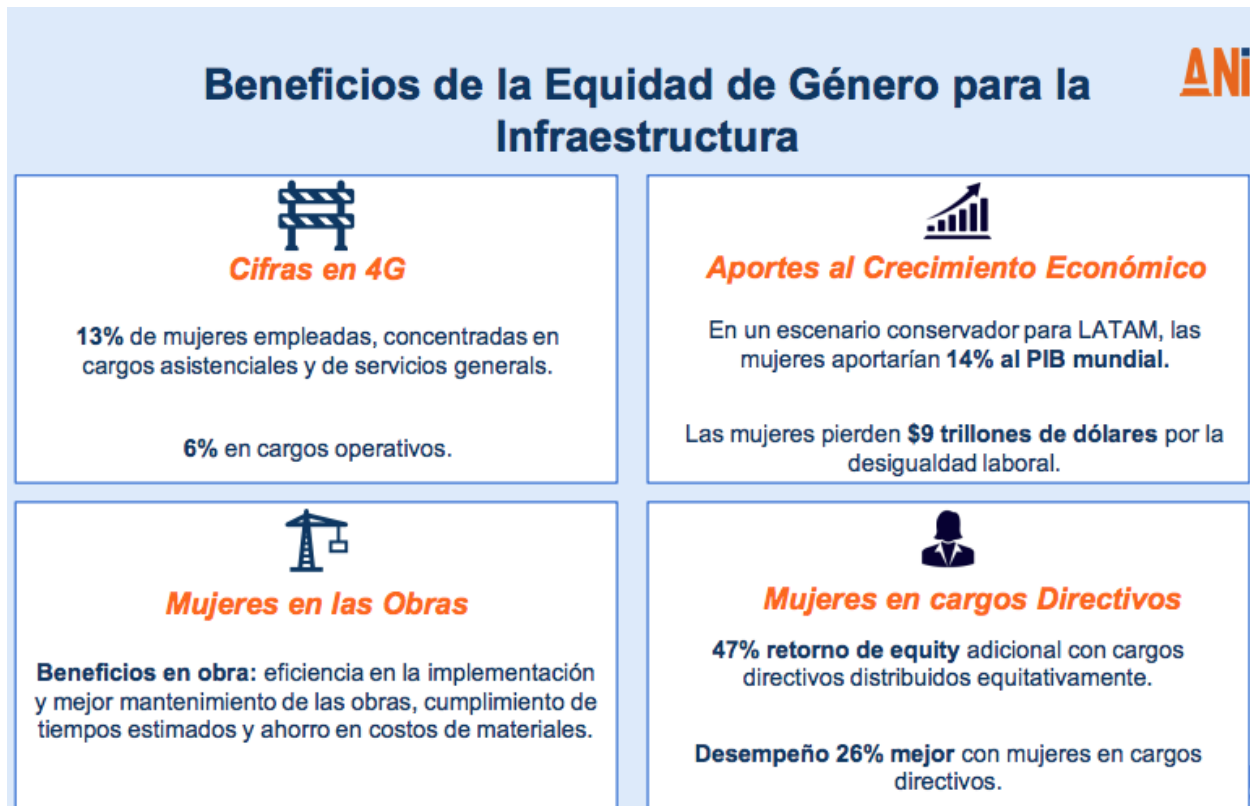 Beneficios de la Equidad de Género para la
Infraestructura
ANi
Cifras en 4G
13% de mujeres empleadas, concentradas en
cargos asistenciales y de servicios generals.
6% en cargos operativos.
Aportes al Crecimiento Económico
En un escenario conservador para LATAM, las
mujeres aportarían 14% al PIB mundial.
Las mujeres pierden $9 trillones de dólares por la
desigualdad laboral.
Mujeres en las Obras
Beneficios en obra: eficiencia en la implementación
y mejor mantenimiento de las obras, cumplimiento de
tiempos estimados y ahorro en costos de materiales.
Mujeres en cargos Directivos
47% retorno de equity adicional con cargos
directivos distribuidos equitativamente.
Desempeño 26% mejor con mujeres en cargos
directivos.